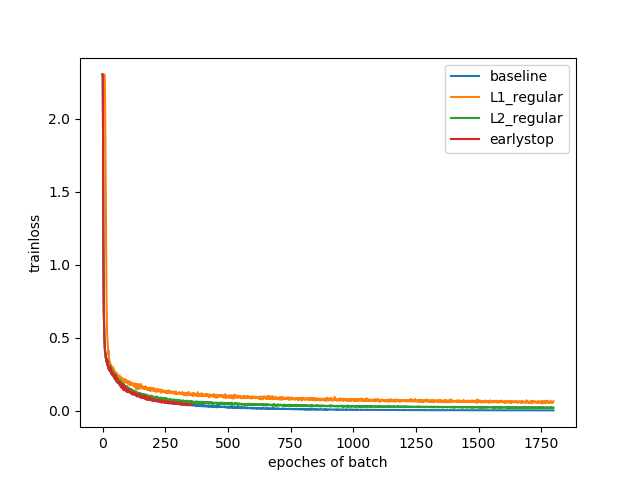 baseline
L1_regular
L2_regular
earlystop
trainloss
2.0
1.5
1.0
0.5
0.0
0 250 500 750 1000 1250 1500 1750
epoches of batch